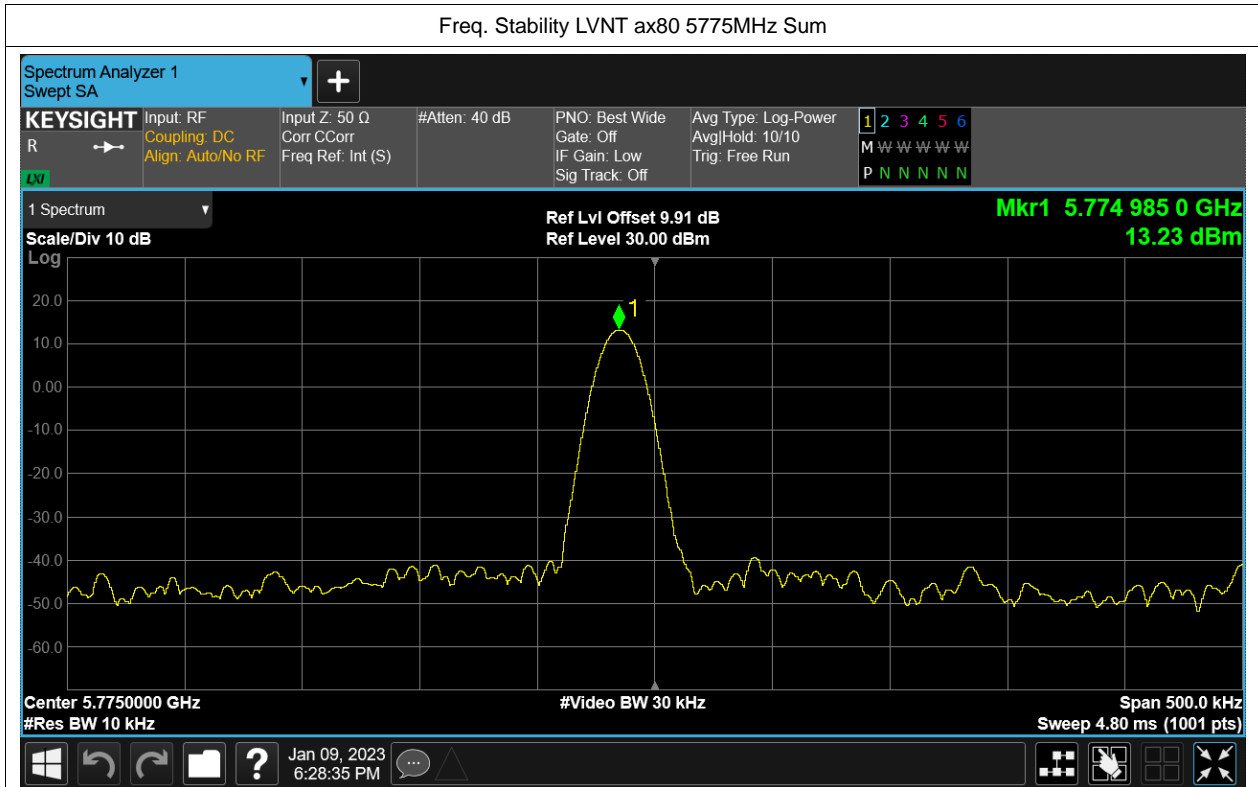 Freq. Stability LVNT ax80 5775MHz Sum
Spectrum Analyzer 1
Swept SA
KEYSIGHT
R
LXI
Input: RF
Coupling: DC
Align: Auto/No RF
Input Z: 50 Ω
Corr CCorr
Freq Ref: Int (S)
#Atten: 40 dB
PNO: Best Wide
Gate: Off
IF Gain: Low
Sig Track: Off
Avg Type: Log-Power
Avg|Hold: 10/10
Trig: Free Run
1 2 3 4 5 6
M W W W W W
P N N N N N
1 Spectrum
Scale/Div 10 dB
Log
Ref Lvl Offset 9.91 dB
Ref Level 30.00 dBm
Mkr1 5.774 985 0 GHz
13.23 dBm
1
20.0
10.0
0.00
-10.0
-20.0
-30.0
-40.0
-50.0
-60.0
Center 5.7750000 GHz
#Video BW 30 kHz
Span 500.0 kHz
#Res BW 10 kHz
Sweep 4.80 ms (1001 pts)
Jan 09, 2023
6:28:35 PM